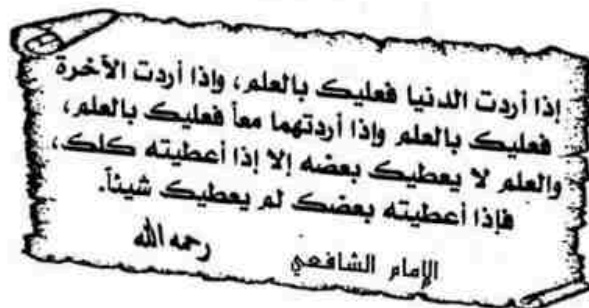 إذا أردت الدنيا فعليك بالعلم، وإذا أردت الآخرة
فعليك بالعلم وإذا أردتهما معاً فعليك بالعلم،
والعلم لا يعطيك بعضه إلا إذا أعطيته كلك،
فإذا أعطيته بعضك لم يعطيك شيئاً.
الإمام الشافعي رحمه الله